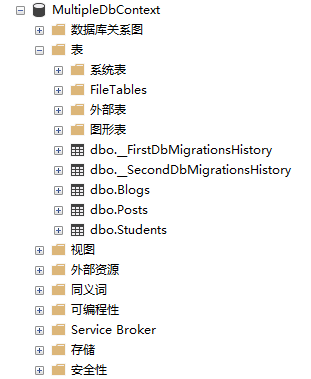 MultipleDbContext
数据库关系图
表
系统表
FileTables
外部表
图形表
dbo.__FirstDbMigrationsHistory
dbo.__SecondDbMigrationsHistory
dbo.Blogs
dbo.Posts
dbo.Students
视图
外部资源
同义词
可编程性
Service Broker
存储
安全性